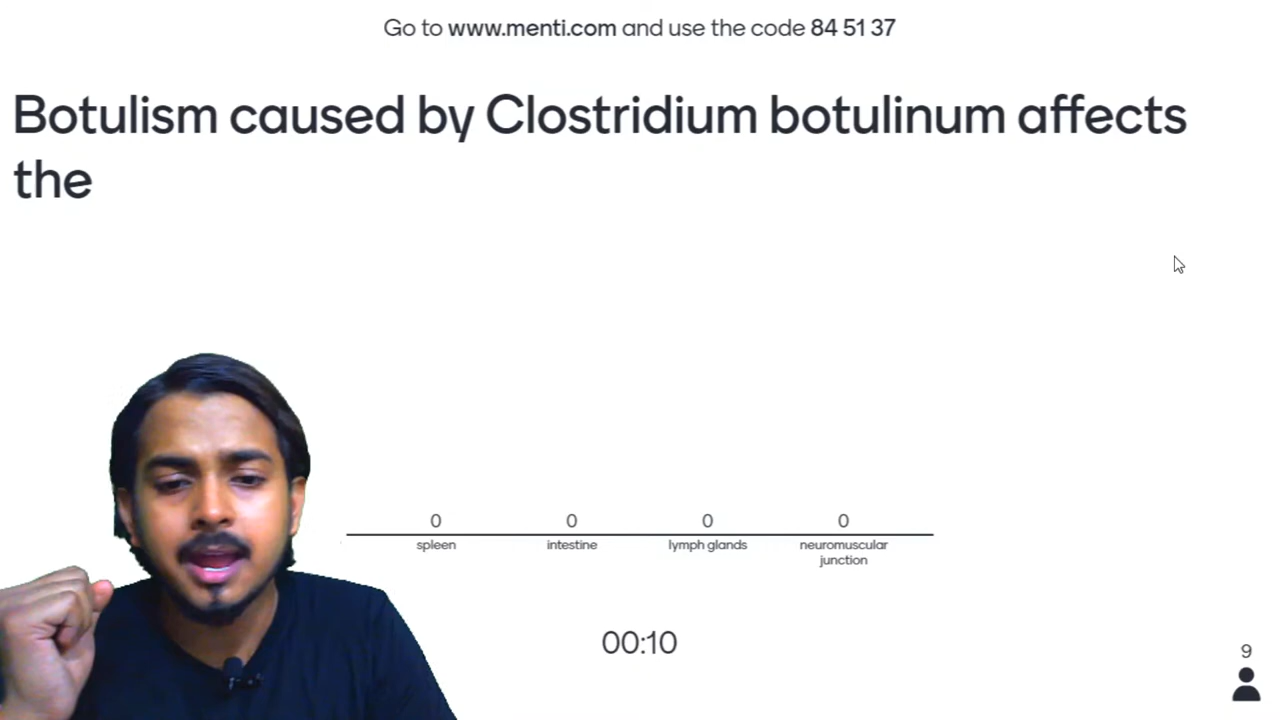 Go to www.menti.com and use the code 84 51 37
Botulism caused by Clostridium botulinum affects
the
0 0 0 0
spleen intestine lymph glands neuromuscular
junction
00:10
9